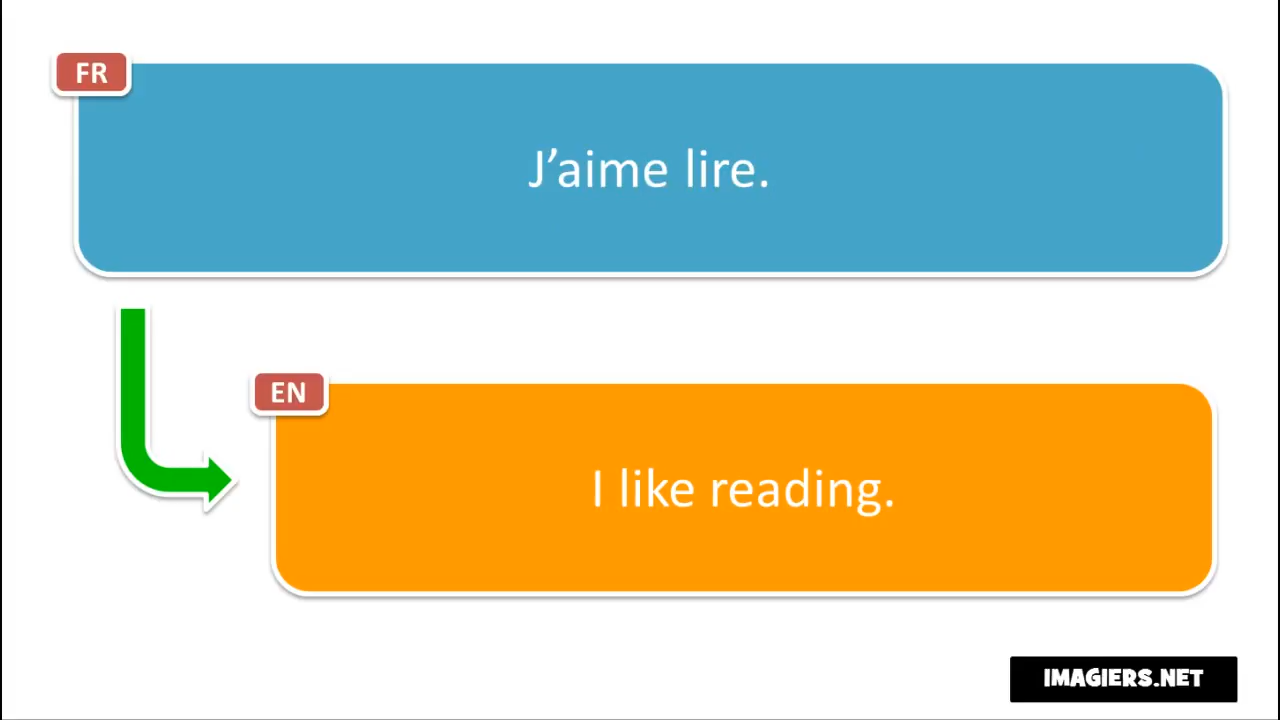 FR
J’aime lire.
EN
I like reading.
IMAGIERS.NET